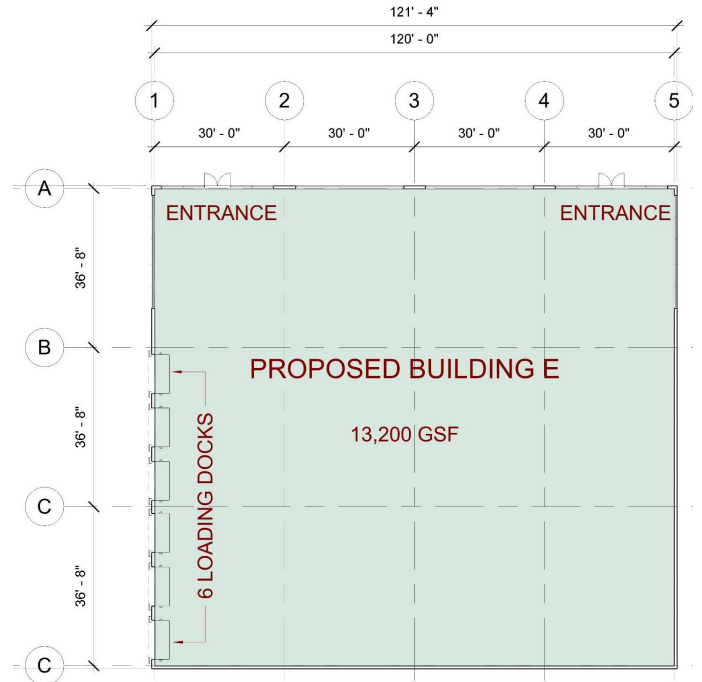 121' - 4"
120' - 0"
1 2 3 4 5
30' - 0" 30' - 0" 30' - 0" 30' - 0"
A
ENTRANCE ENTRANCE
36' - 8"
B
PROPOSED BUILDING E
13,200 GSF
36' - 8"
6 LOADING DOCKS
C
36' - 8"
C